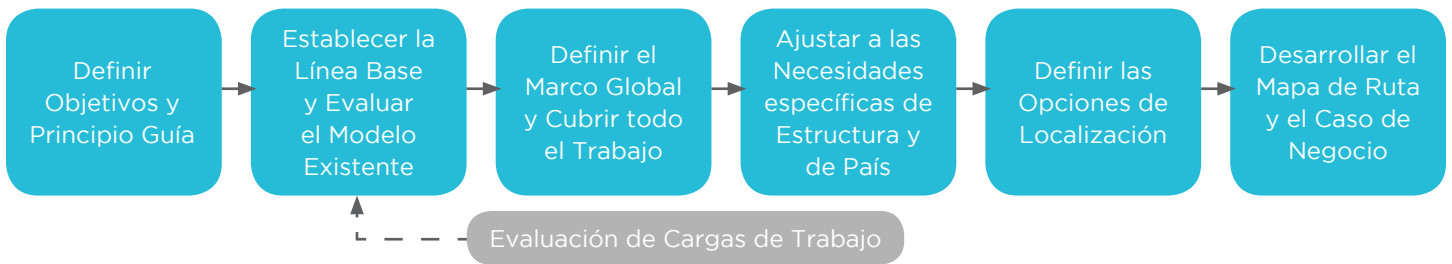 Definir
Objetivos y
Principio Guía
Establecer la
Línea Base
y Evaluar
el Modelo
Existente
Definir el
Marco Global
y Cubrir todo
el Trabajo
Ajustar a las
Necesidades
específicas de
Estructura y
de País
Definir las
Opciones de
Localización
Desarrollar el
Mapa de Ruta
y el Caso de
Negocio
Evaluación de Cargas de Trabajo